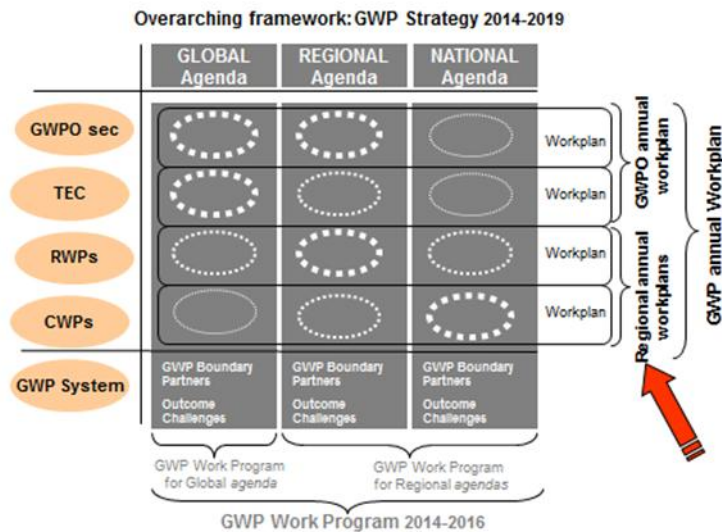 Overarching framework: GWP Strategy 2014-2019
GLOBAL
Agenda
REGIONAL
Agenda
NATIONAL
Agenda
GWPO sec
Workplan
TEC
Workplan
RWPs
Workplan
CWPs
Workplan
GWPO annual
workplan
Regional annual
workplans
GWP annual Workplan
GWP System
GWP Boundary
Partners
Outcome
Challenges
GWP Boundary
Partners
Outcome
Challenges
GWP Boundary
Partners
Outcome
Challenges
GWP Work Program
for Global agenda
GWP Work Program
for Regional agendas
GWP Work Program 2014-2016